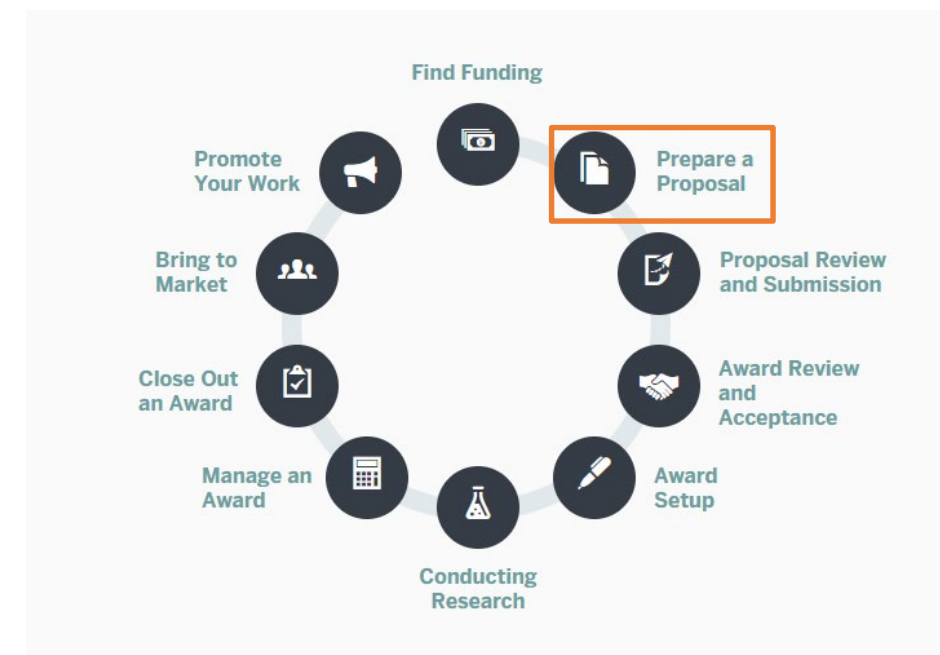 Find Funding
Prepare a
Proposal
Proposal Review
and Submission
Award Review
and
Acceptance
Award
Setup
Conducting
Research
Manage an
Award
Close Out
an Award
Bring to
Market
Promote
Your Work